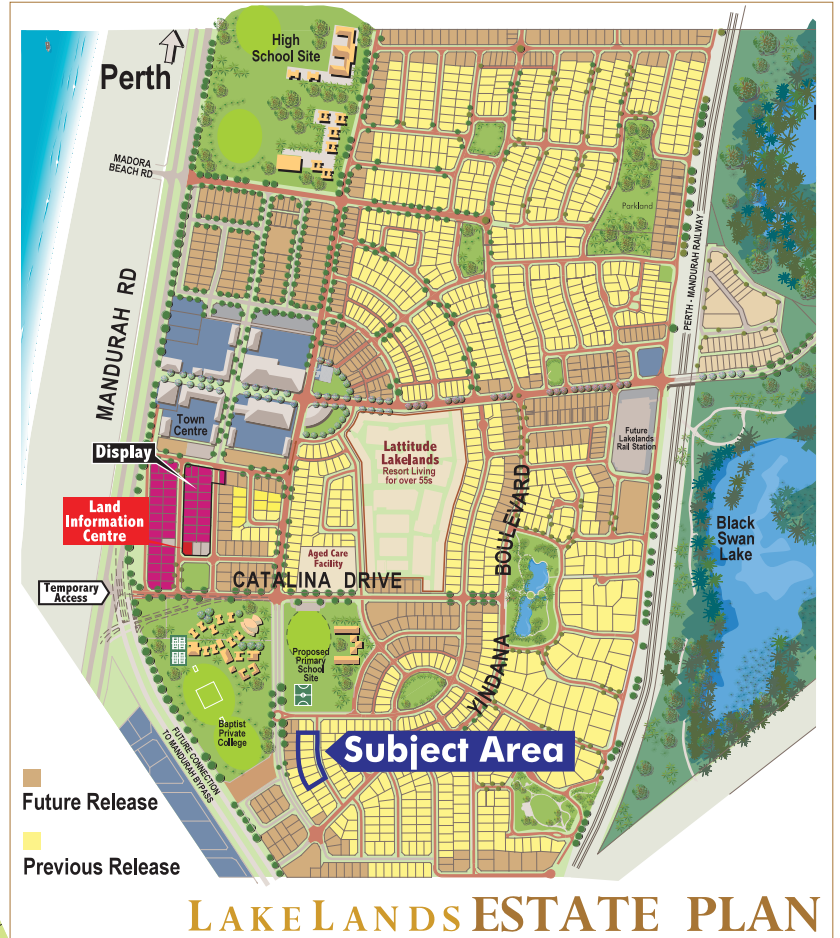 High
School Site
Perth
MADORA
BEACH RD
Parkland
PERTH - MANDURAH RAILWAY
MANDURAH RD
Town
Centre
Display
Lattitude
Lakelands
Resort Living
for over 55s
Future
Lakelands
Rail Station
Land
Information
Centre
BOULEVARD
Black
Swan
Lake
Aged Care
Facility
CATALINA DRIVE
Temporary
Access
Proposed
Primary
School
Site
YINDANA
Baptist
Private
College
FUTURE CONNECTION
TO MANDURAH BYPASS
Subject Area
Future Release
Previous Release
LAKELANDS ESTATE PLAN